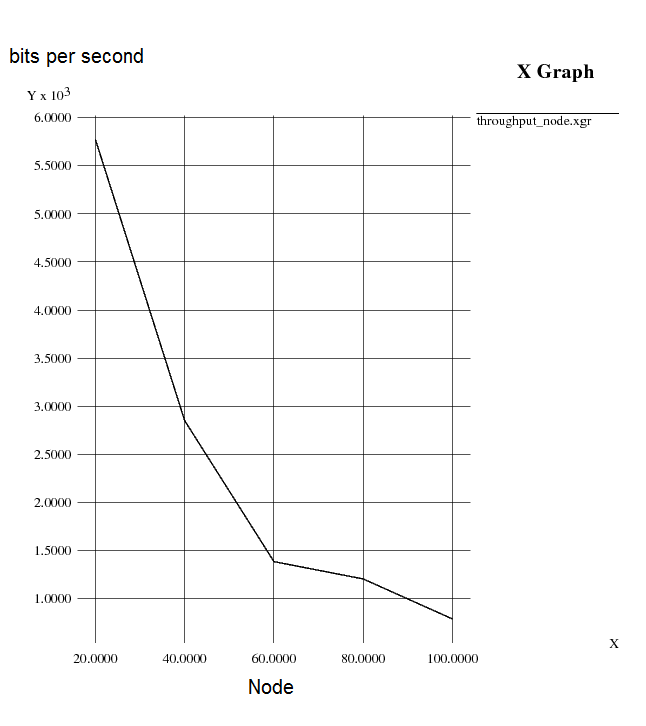 bits per second
X Graph
Y x 10³
throughput_node.xgr
6.0000
5.5000
5.0000
4.5000
4.0000
3.5000
3.0000
2.5000
2.0000
1.5000
1.0000
X
20.0000 40.0000 60.0000 80.0000 100.0000
Node